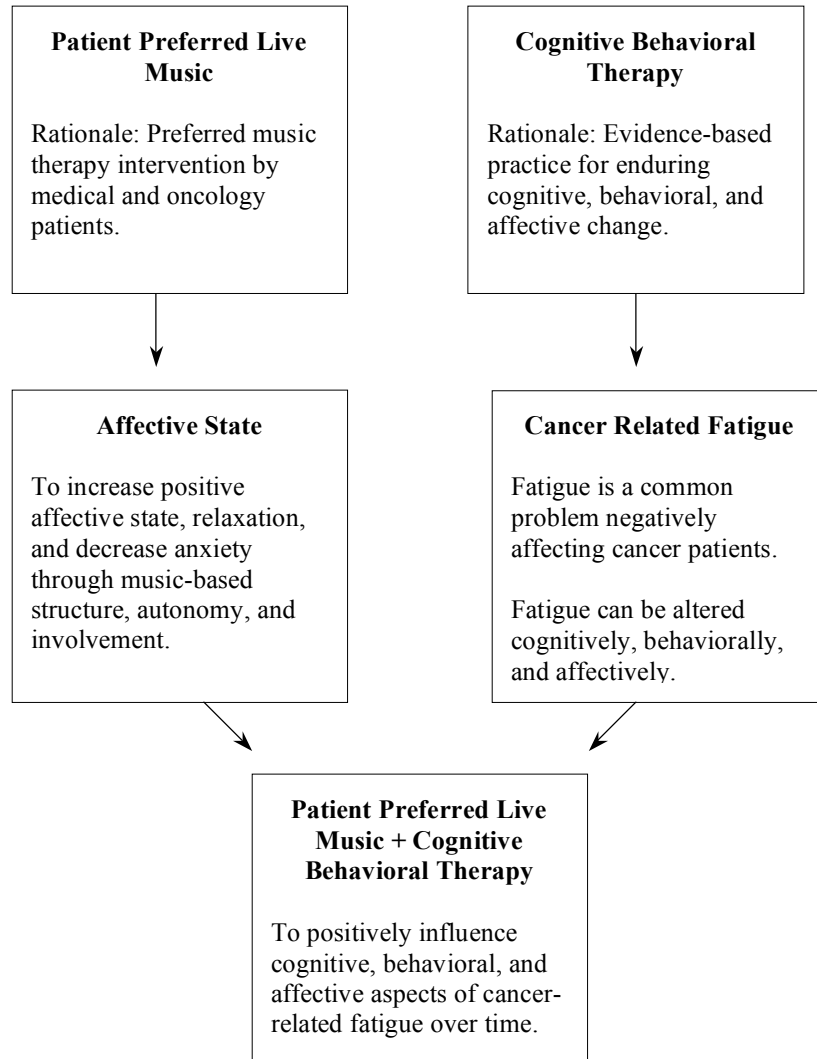 Patient Preferred Live
Music
Rationale: Preferred music
therapy intervention by
medical and oncology
patients.
Cognitive Behavioral
Therapy
Rationale: Evidence-based
practice for enduring
cognitive, behavioral, and
affective change.
Affective State
To increase positive
affective state, relaxation,
and decrease anxiety
through music-based
structure, autonomy, and
involvement.
Cancer Related Fatigue
Fatigue is a common
problem negatively
affecting cancer patients.
Fatigue can be altered
cognitively, behaviorally,
and affectively.
Patient Preferred Live
Music + Cognitive
Behavioral Therapy
To positively influence
cognitive, behavioral, and
affective aspects of cancer-
related fatigue over time.